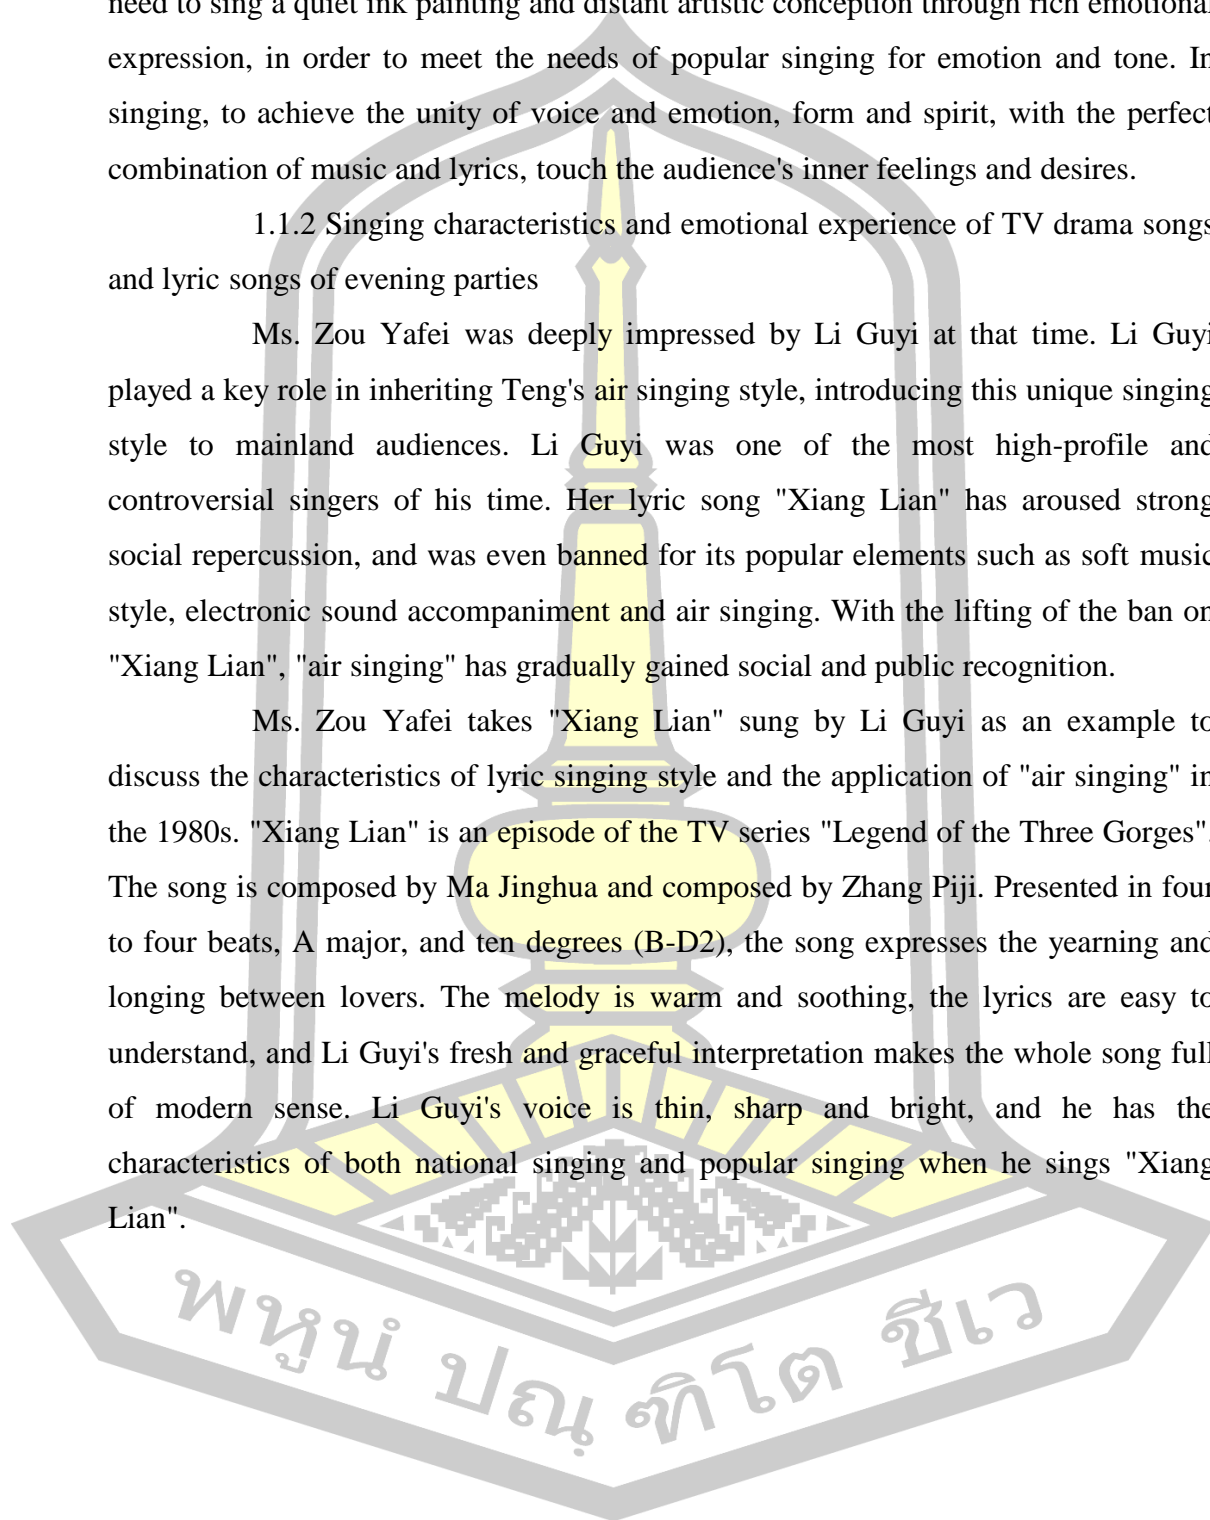 need to sing a quiet ink painting and distant artistic conception through rich emotional
expression, in order to meet the needs of popular singing for emotion and tone. In
singing, to achieve the unity of voice and emotion, form and spirit, with the perfect
combination of music and lyrics, touch the audience's inner feelings and desires.
1.1.2 Singing characteristics and emotional experience of TV drama songs
and lyric songs of evening parties
Ms. Zou Yafei was deeply impressed by Li Guyi at that time. Li Guyi
played a key role in inheriting Teng's air singing style, introducing this unique singing
style to mainland audiences. Li Guyi was one of the most high-profile and
controversial singers of his time. Her lyric song "Xiang Lian" has aroused strong
social repercussion, and was even banned for its popular elements such as soft music
style, electronic sound accompaniment and air singing. With the lifting of the ban on
"Xiang Lian", "air singing" has gradually gained social and public recognition.
Ms. Zou Yafei takes "Xiang Lian" sung by Li Guyi as an example to
discuss the characteristics of lyric singing style and the application of "air singing" in
the 1980s. "Xiang Lian" is an episode of the TV series "Legend of the Three Gorges".
The song is composed by Ma Jinghua and composed by Zhang Piji. Presented in four
to four beats, A major, and ten degrees (B-D2), the song expresses the yearning and
longing between lovers. The melody is warm and soothing, the lyrics are easy to
understand, and Li Guyi's fresh and graceful interpretation makes the whole song full
of modern sense. Li Guyi's voice is thin, sharp and bright, and he has the
characteristics of both national singing and popular singing when he sings "Xiang
Lian".
พหูนํ ปณฺ ฑิโต ชีเว